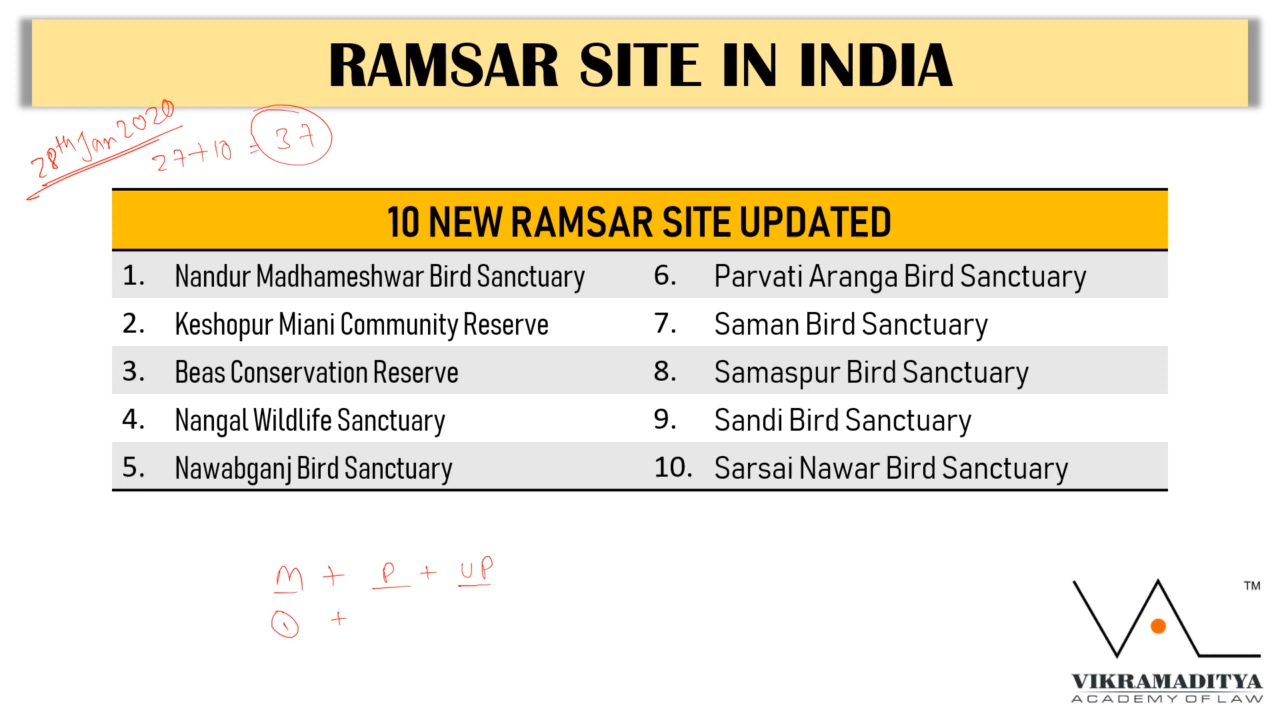 RAMSAR SITE IN INDIA
28th Jan 2020
27+10 = 37
10 NEW RAMSAR SITE UPDATED
1. Nandur Madhameshwar Bird Sanctuary 6. Parvati Aranga Bird Sanctuary
2. Keshopur Miani Community Reserve 7. Saman Bird Sanctuary
3. Beas Conservation Reserve 8. Samaspur Bird Sanctuary
4. Nangal Wildlife Sanctuary 9. Sandi Bird Sanctuary
5. Nawabganj Bird Sanctuary 10. Sarsai Nawar Bird Sanctuary
M + P + UP
1 +
TM
VIKRAMADITYA
ACADEMY OF LAW